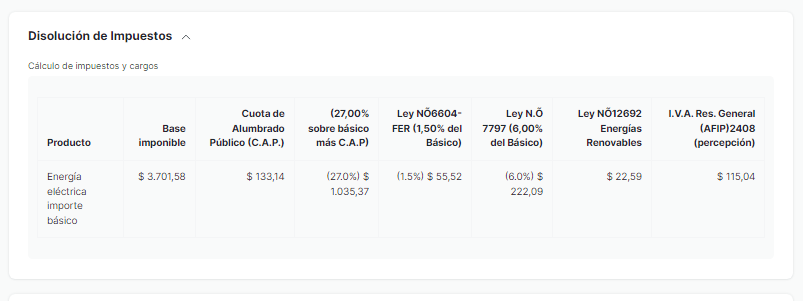 Disolución de Impuestos
Cálculo de impuestos y cargos
Producto
Base
imponible
Cuota de
Alumbrado
Público (C.A.P.)
(27,00%
sobre básico
más C.A.P)
Ley NÕ6604-
FER (1,50% del
Básico)
Ley N.Õ
7797 (6,00%
del Básico)
Ley NÕ12692
Energías
Renovables
I.V.A. Res. General
(AFIP)2408
(percepción)
Energía
eléctrica
importe
básico
$ 3.701,58
$ 133,14
(27.0%) $
1.035,37
(1.5%) $ 55,52
(6.0%) $
222,09
$ 22,59
$ 115,04